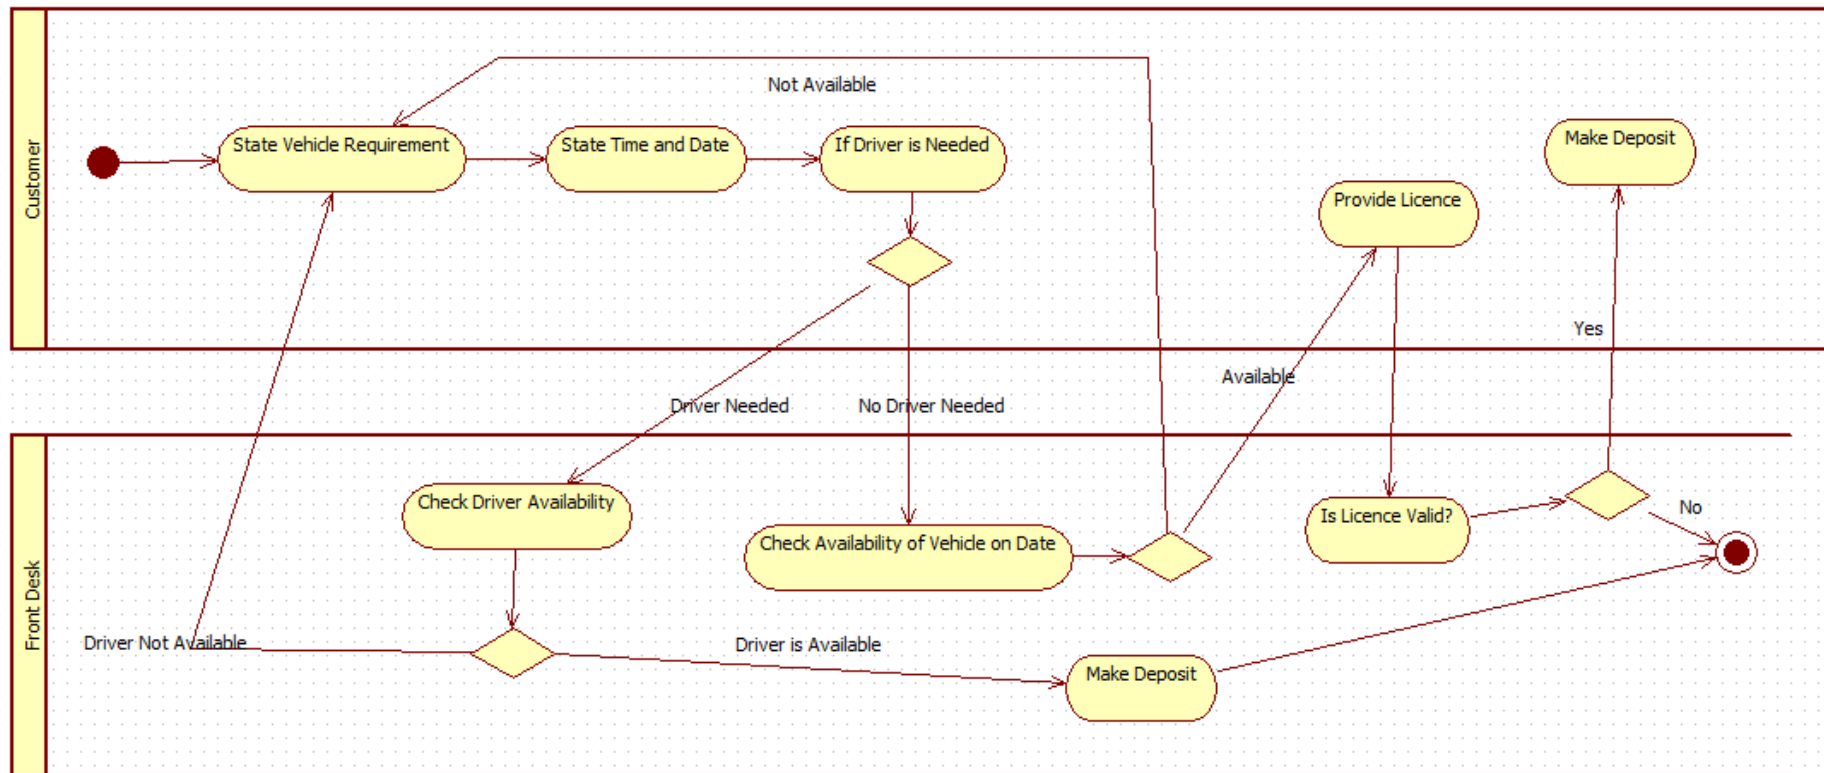 Customer
Not Available
State Vehicle Requirement
State Time and Date
If Driver is Needed
Make Deposit
Provide Licence
Yes
Available
Driver Needed
No Driver Needed
Front Desk
Check Driver Availability
Check Availability of Vehicle on Date
Is Licence Valid?
No
Driver Not Available
Driver is Available
Make Deposit